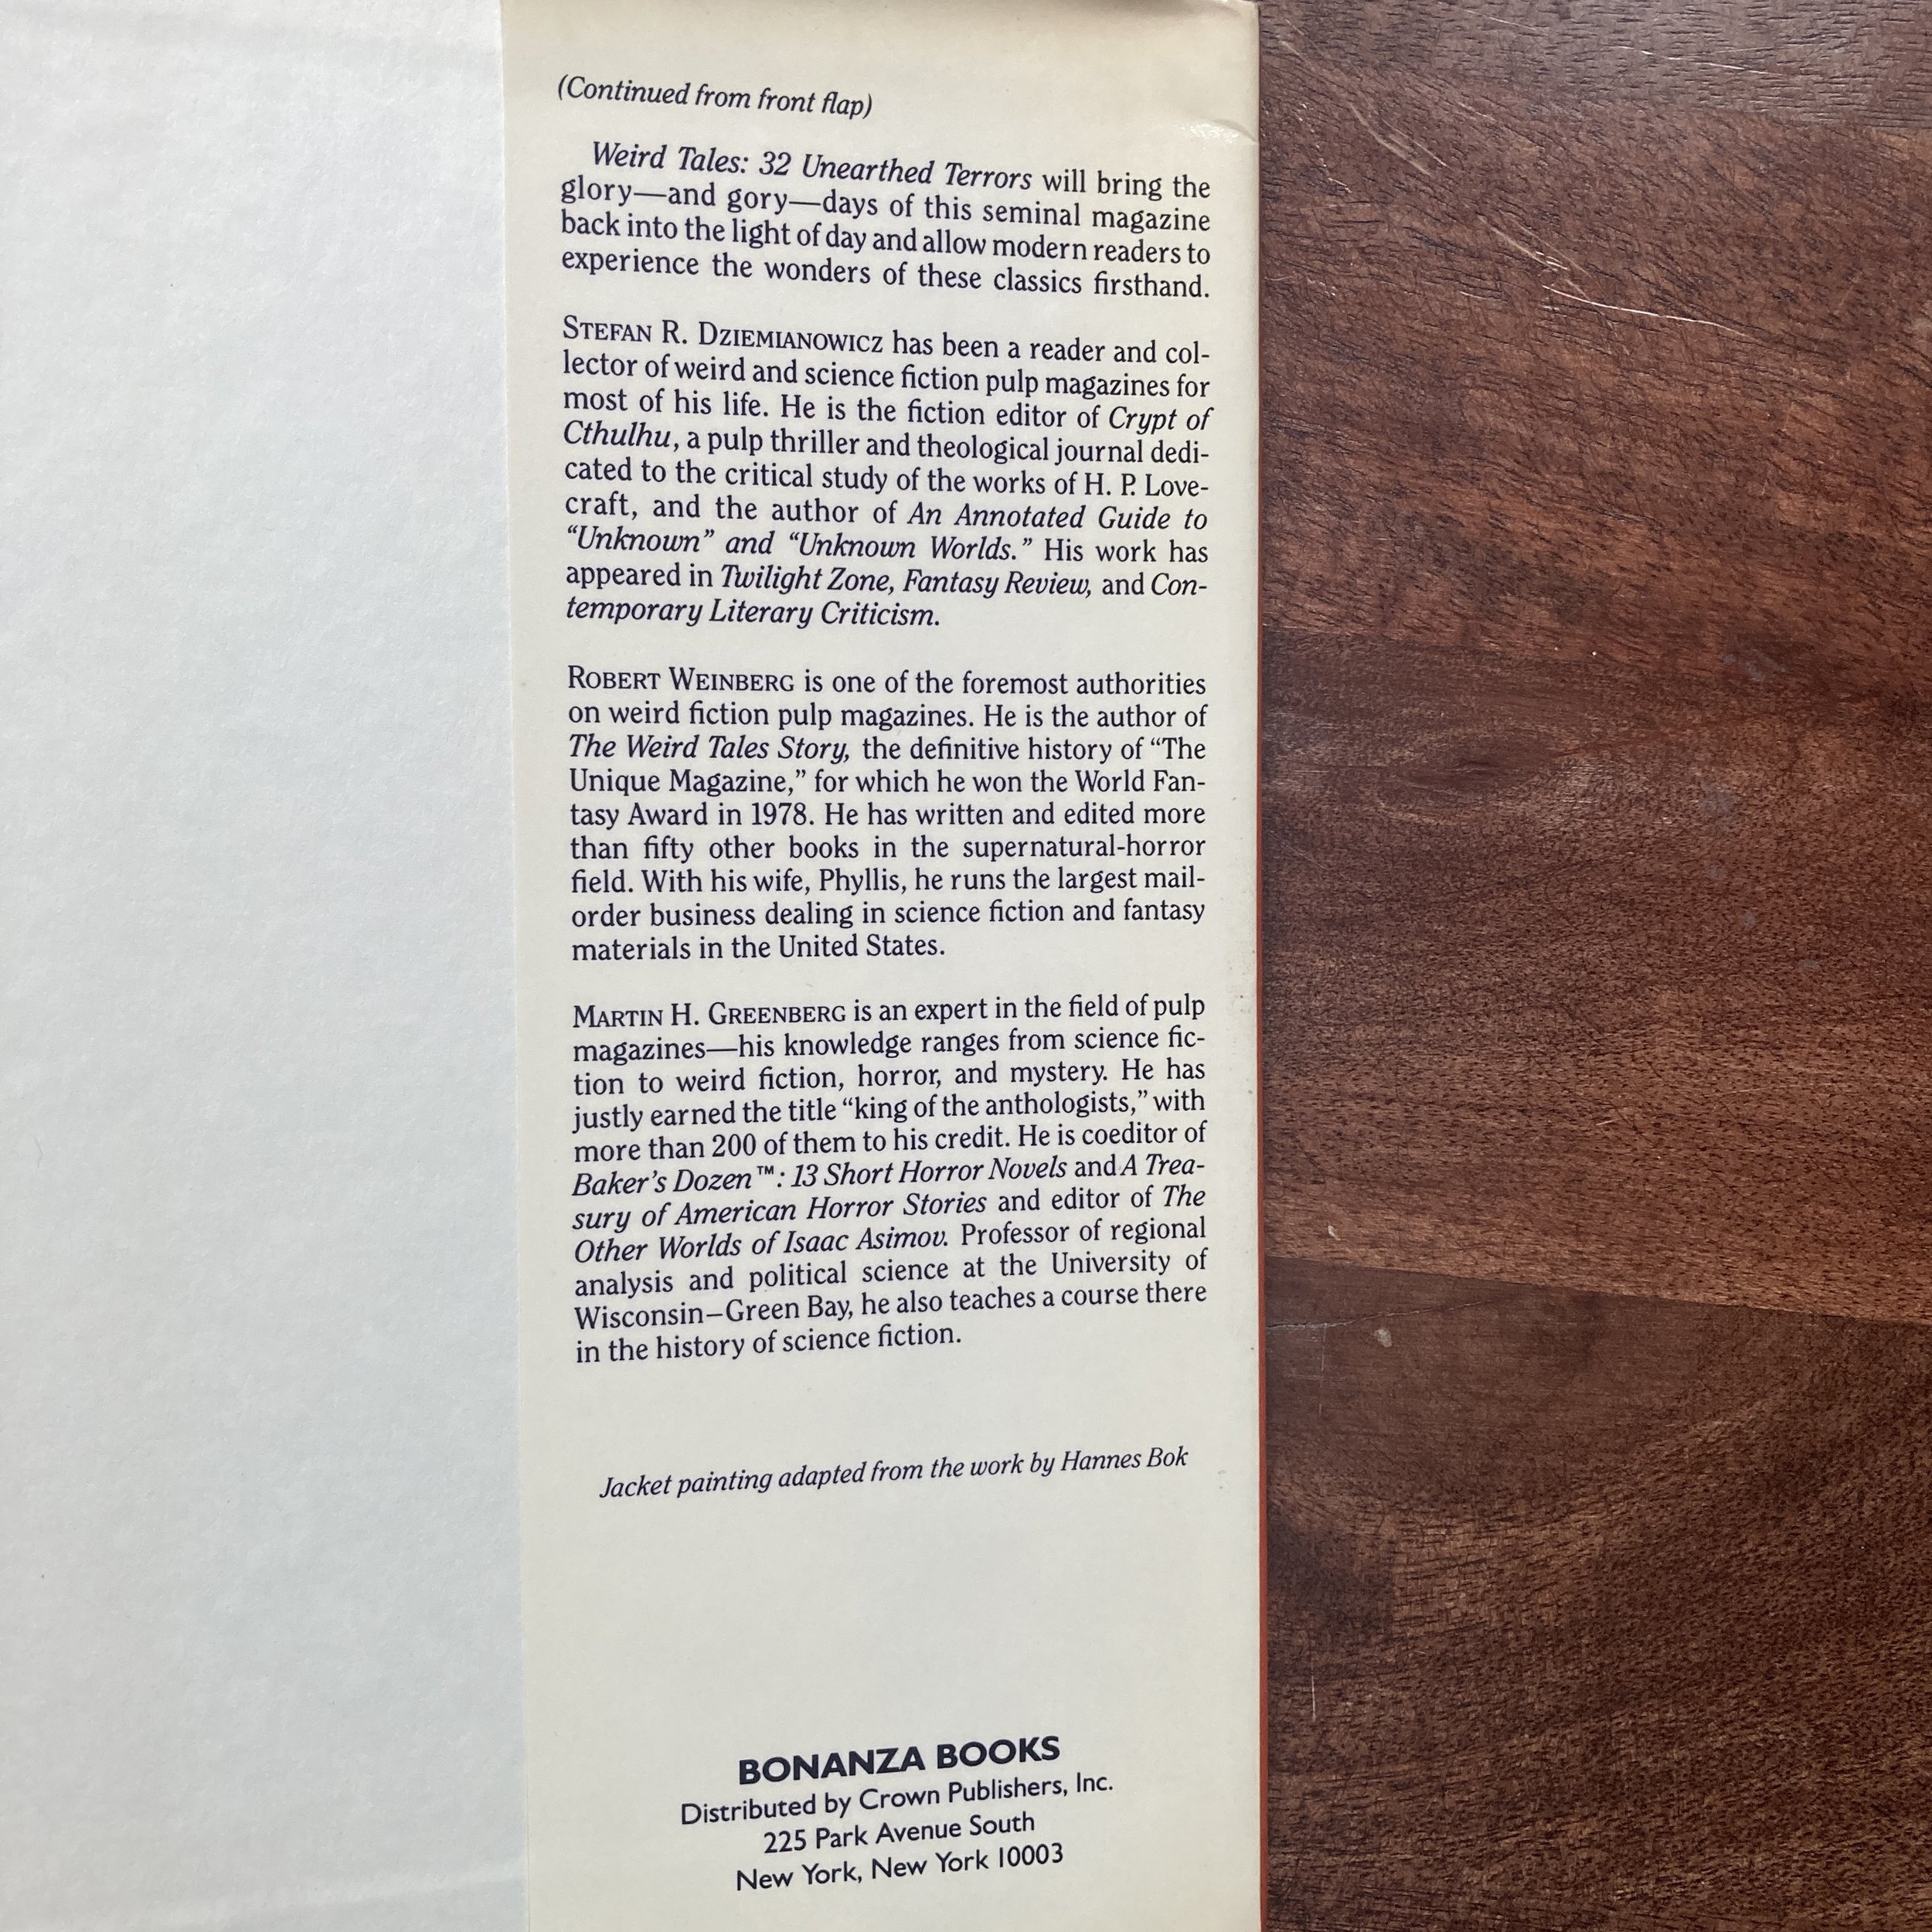 (Continued from front flap)
Weird Tales: 32 Unearthed Terrors will bring the
glory—and gory—days of this seminal magazine
back into the light of day and allow modern readers to
experience the wonders of these classics firsthand.
STEFAN R. DZIEMIANOWICZ has been a reader and col-
lector of weird and science fiction pulp magazines for
most of his life. He is the fiction editor of Crypt of
Cthulhu, a pulp thriller and theological journal dedi-
cated to the critical study of the works of H. P. Love-
craft, and the author of An Annotated Guide to
“Unknown” and “Unknown Worlds.” His work has
appeared in Twilight Zone, Fantasy Review, and Con-
temporary Literary Criticism.
ROBERT WEINBERG is one of the foremost authorities
on weird fiction pulp magazines. He is the author of
The Weird Tales Story, the definitive history of “The
Unique Magazine,” for which he won the World Fan-
tasy Award in 1978. He has written and edited more
than fifty other books in the supernatural-horror
field. With his wife, Phyllis, he runs the largest mail-
order business dealing in science fiction and fantasy
materials in the United States.
MARTIN H. GREENBERG is an expert in the field of pulp
magazines—his knowledge ranges from science fic-
tion to weird fiction, horror, and mystery. He has
justly earned the title “king of the anthologists,” with
more than 200 of them to his credit. He is coeditor of
Baker’s Dozen™: 13 Short Horror Novels and A Trea-
sury of American Horror Stories and editor of The
Other Worlds of Isaac Asimov. Professor of regional
analysis and political science at the University of
Wisconsin–Green Bay, he also teaches a course there
in the history of science fiction.
Jacket painting adapted from the work by Hannes Bok
BONANZA BOOKS
Distributed by Crown Publishers, Inc.
225 Park Avenue South
New York, New York 10003